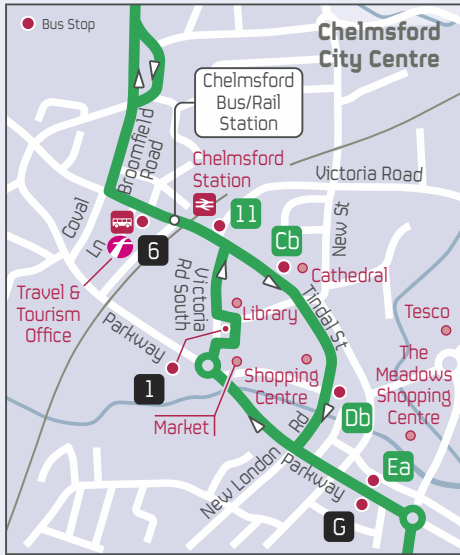 Bus Stop
Chelmsford
City Centre
Chelmsford
Bus/Rail
Station
Broomfield
Road
Chelmsford
Station
Victoria Road
Coval
Ln
11
6
New St
Cb
Cathedral
Travel &
Tourism
Office
Victoria
Rd South
Tindal St
Library
Tesco
Parkway
1
Shopping
Centre
The
Meadows
Shopping
Centre
Market
Db
New London
Rd
Parkway
Ea
G